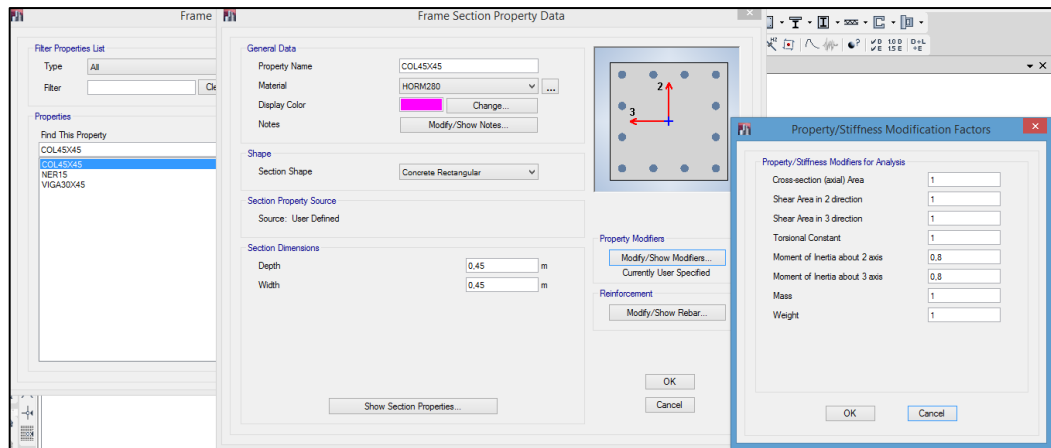 Frame
Filter Properties List
Type All
Filter Cle
Properties
Find This Property
COL45X45
COL45X45
NER15
VIGA30X45
Frame Section Property Data
General Data
Property Name COL45X45
Material HORM280 ...
Display Color Change...
Notes Modify/Show Notes...
Shape
Section Shape Concrete Rectangular
Section Property Source
Source: User Defined
Section Dimensions
Depth 0,45 m
Width 0,45 m
Show Section Properties...
2
3
Property Modifiers
Modify/Show Modifiers...
Currently User Specified
Reinforcement
Modify/Show Rebar...
OK
Cancel
Property/Stiffness Modification Factors
Property/Stiffness Modifiers for Analysis
Cross-section (axial) Area 1
Shear Area in 2 direction 1
Shear Area in 3 direction 1
Torsional Constant 1
Moment of Inertia about 2 axis 0,8
Moment of Inertia about 3 axis 0,8
Mass 1
Weight 1
OK Cancel